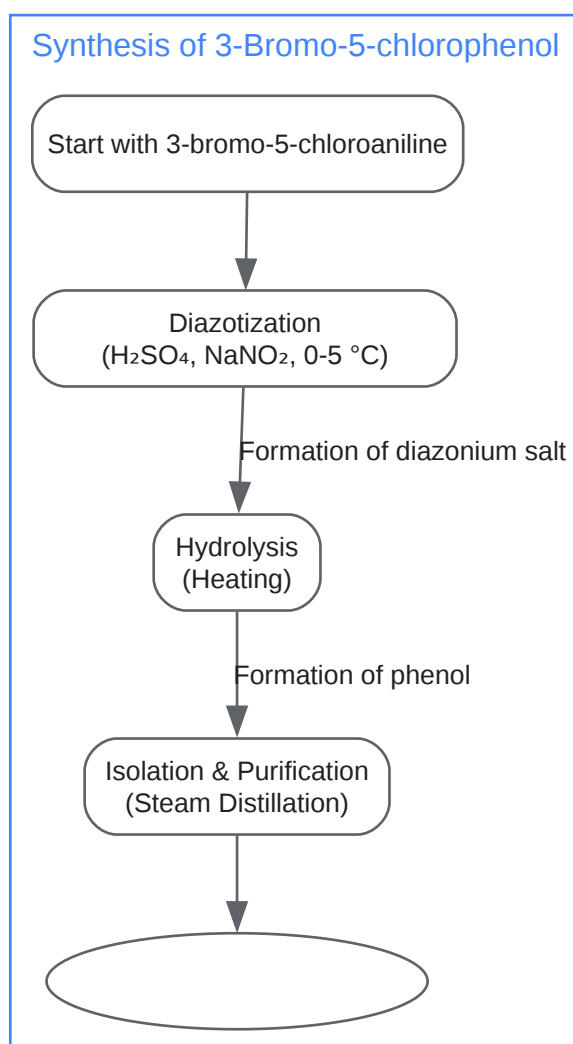 Synthesis of 3-Bromo-5-chlorophenol
Start with 3-bromo-5-chloroaniline
Diazotization
(H₂SO₄, NaNO₂, 0-5 °C)
Formation of diazonium salt
Hydrolysis
(Heating)
Formation of phenol
Isolation & Purification
(Steam Distillation)